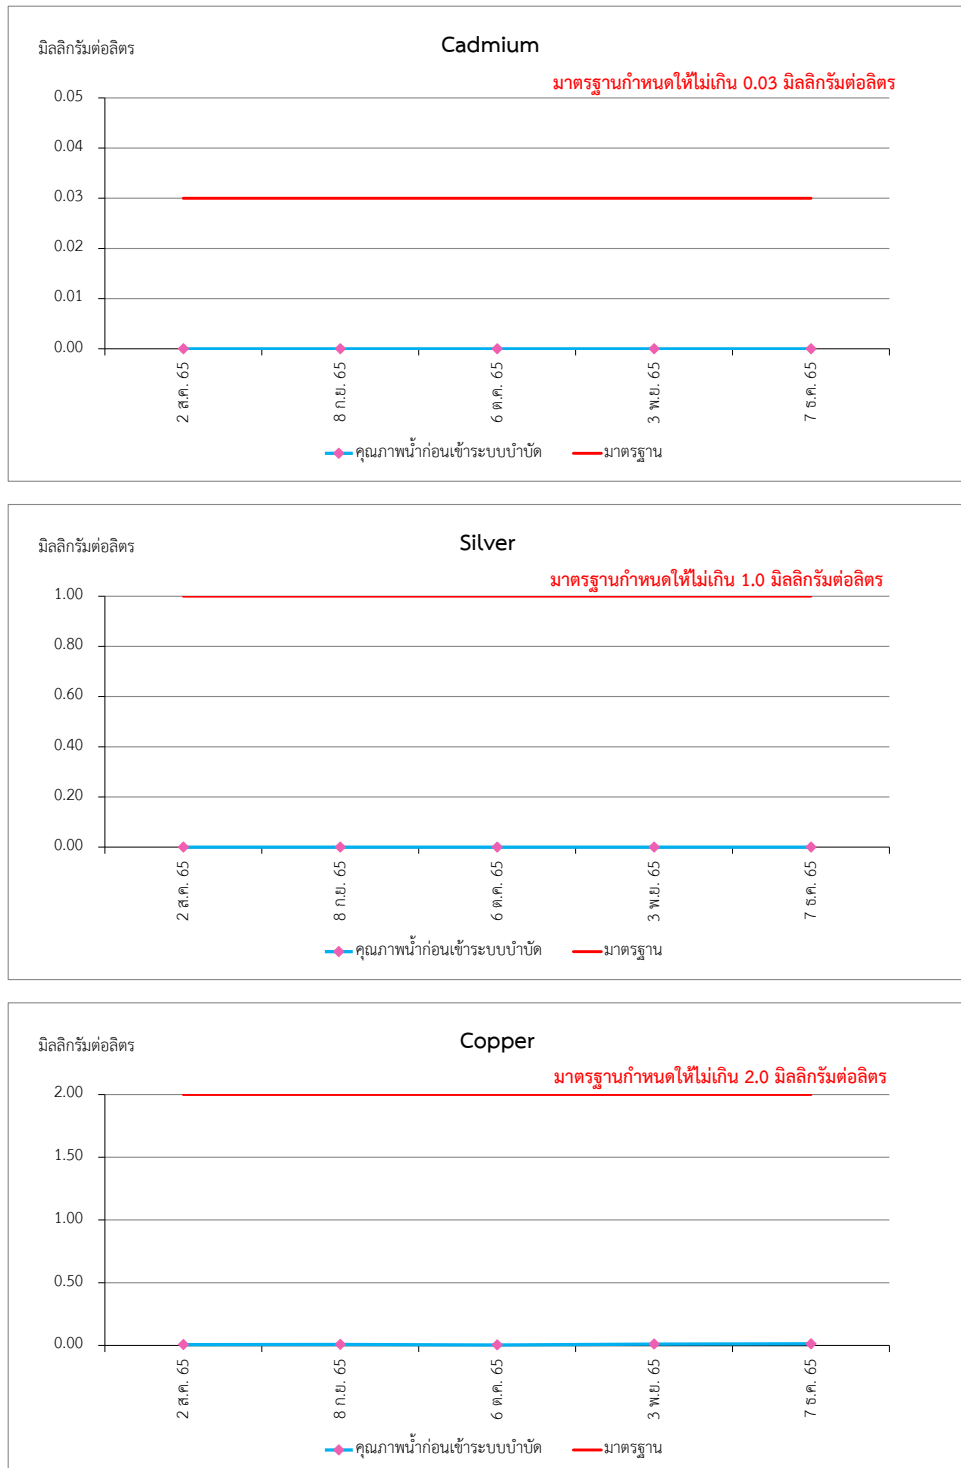 Cadmium
มิลลิกรัมต่อลิตร
มาตรฐานกำหนดให้ไม่เกิน 0.03 มิลลิกรัมต่อลิตร
0.05
0.04
0.03
0.02
0.01
0.00
2 ส.ค. 65
8 ก.ย. 65
6 ต.ค. 65
3 พ.ย. 65
7 ธ.ค. 65
คุณภาพน้ำก่อนเข้าระบบบำบัด มาตรฐาน
Silver
มิลลิกรัมต่อลิตร
มาตรฐานกำหนดให้ไม่เกิน 1.0 มิลลิกรัมต่อลิตร
1.00
0.80
0.60
0.40
0.20
0.00
2 ส.ค. 65
8 ก.ย. 65
6 ต.ค. 65
3 พ.ย. 65
7 ธ.ค. 65
คุณภาพน้ำก่อนเข้าระบบบำบัด มาตรฐาน
Copper
มิลลิกรัมต่อลิตร
มาตรฐานกำหนดให้ไม่เกิน 2.0 มิลลิกรัมต่อลิตร
2.00
1.50
1.00
0.50
0.00
2 ส.ค. 65
8 ก.ย. 65
6 ต.ค. 65
3 พ.ย. 65
7 ธ.ค. 65
คุณภาพน้ำก่อนเข้าระบบบำบัด มาตรฐาน